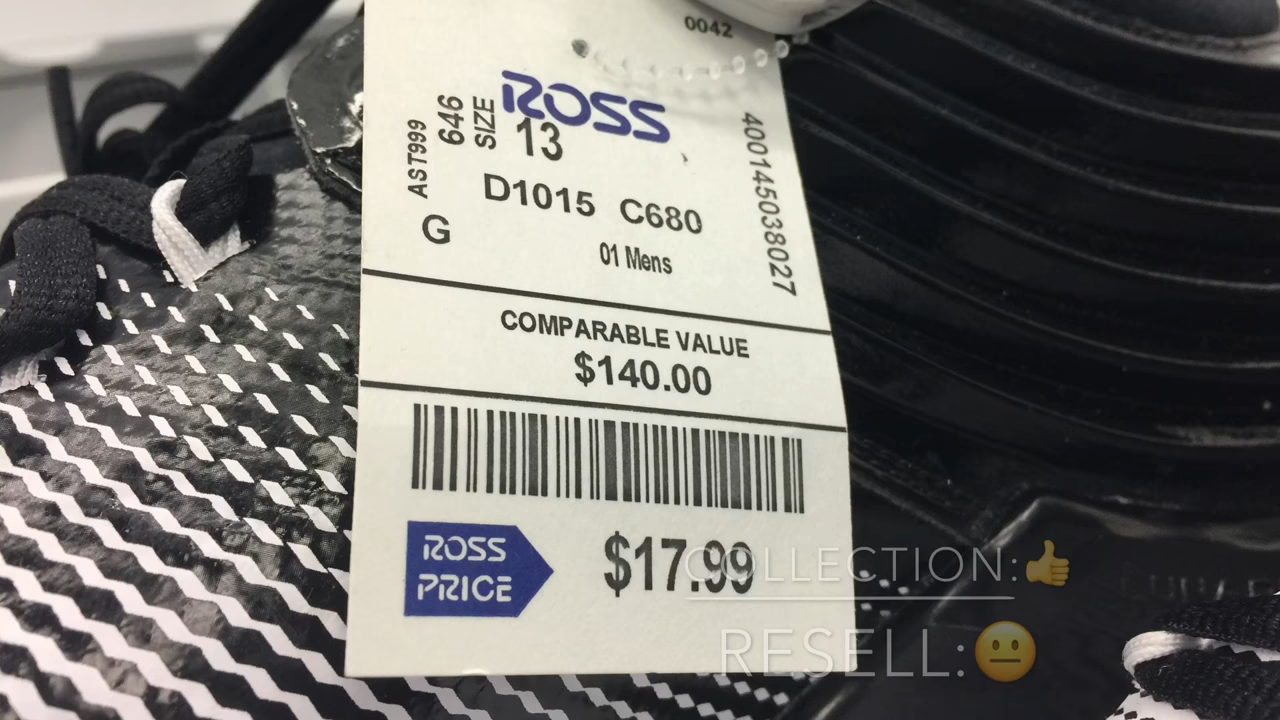 0042
ROSS
AST999
646
SIZE
13
D1015 C680
G
01 Mens
400145038027
COMPARABLE VALUE
$140.00
ROSS
PRICE
$17.99
COLLECTION:👍
RESELL:😐